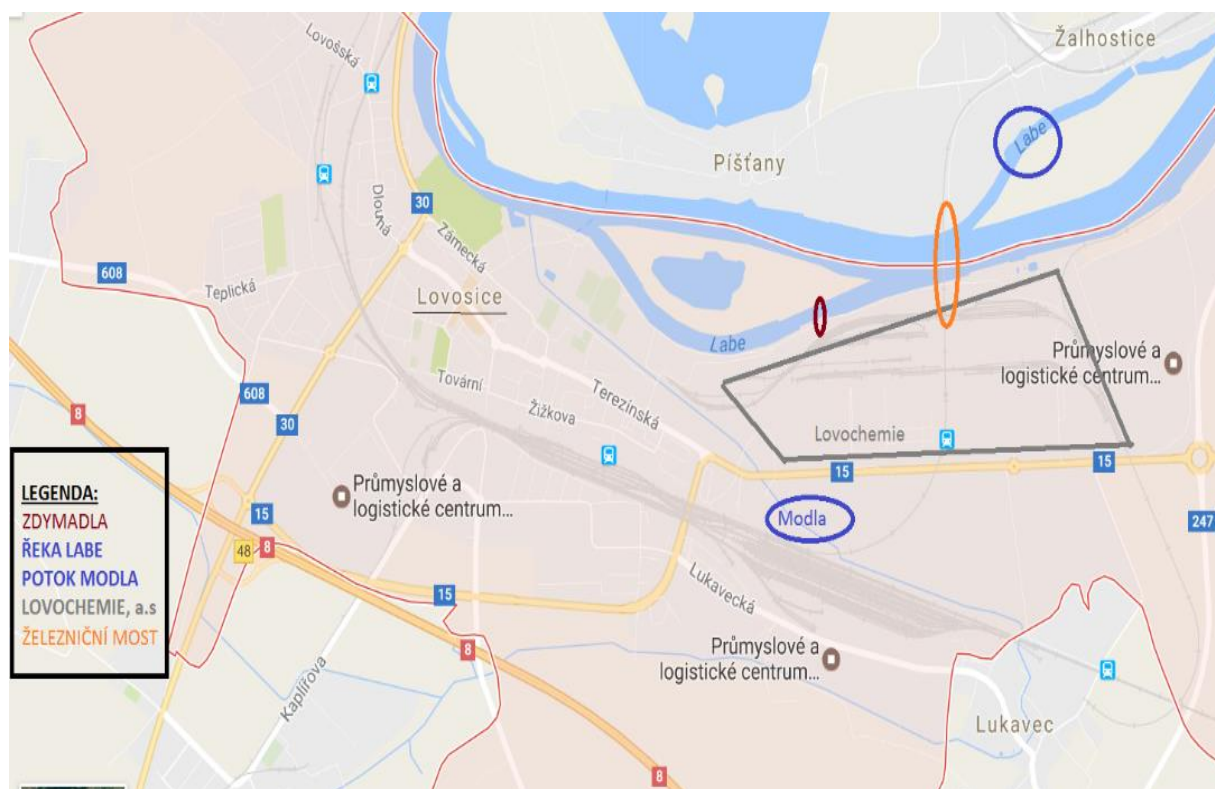 Lovošská
Žalhostice
Labe
Píšťany
Dlouhá
30
Zámecká
608
Teplická
Lovosice
Labe
Průmyslové a
logistické centrum...
Tovární
Žižkova
Terezínská
608
8
30
Lovochemie
15
15
LEGENDA:
ZDYMADLA
ŘEKA LABE
POTOK MODLA
LOVOCHEMIE, a.s
ŽELEZNIČNÍ MOST
Průmyslové a
logistické centrum...
15
48
8
Modla
247
15
Lukavecká
8
Kaplířova
Průmyslové a
logistické centrum...
Lukavec
8